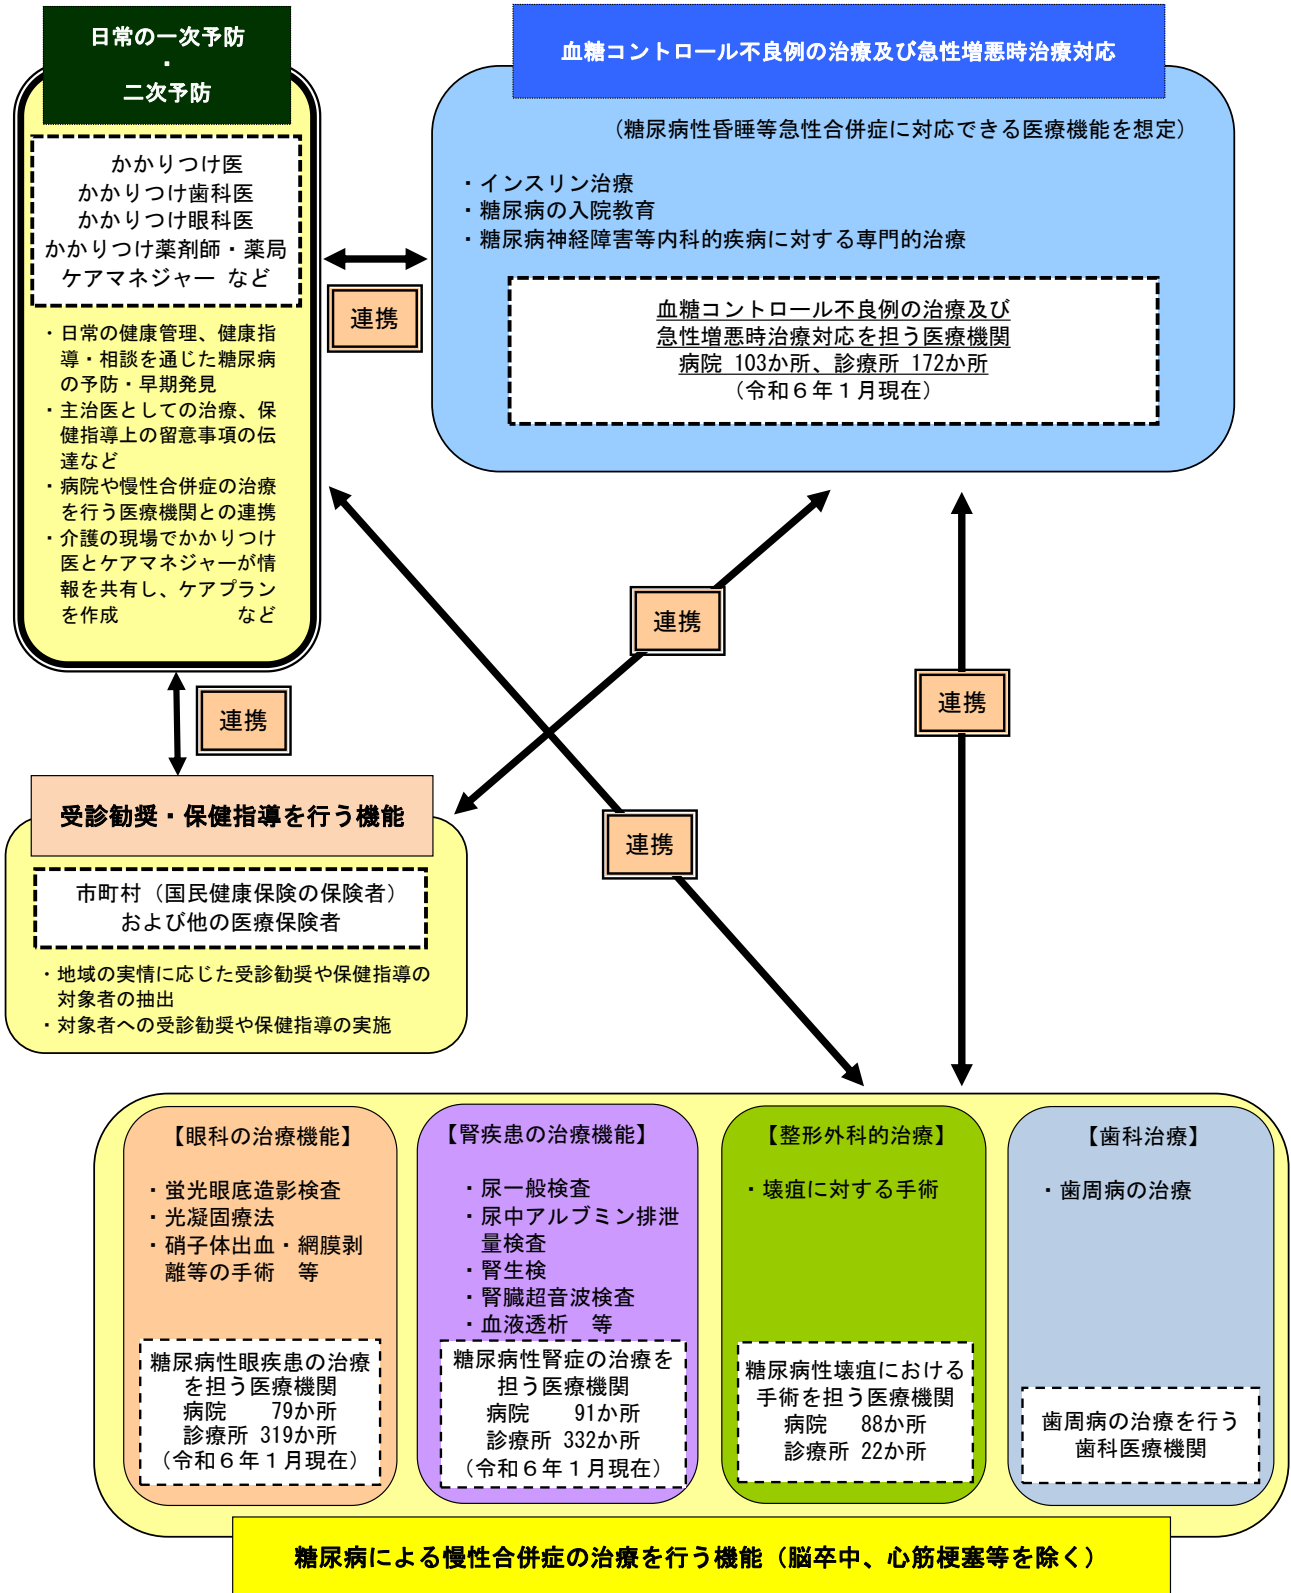 日常の一次予防
・
二次予防
かかりつけ医
かかりつけ歯科医
かかりつけ眼科医
かかりつけ薬剤師・薬局
ケアマネジャー など
・日常の健康管理、健康指
導・相談を通じた糖尿病
の予防・早期発見
・主治医としての治療、保
健指導上の留意事項の伝
達など
・病院や慢性合併症の治療
を行う医療機関との連携
・介護の現場でかかりつけ
医とケアマネジャーが情
報を共有し、ケアプラン
を作成 など
血糖コントロール不良例の治療及び急性増悪時治療対応
（糖尿病性昏睡等急性合併症に対応できる医療機能を想定）
・インスリン治療
・糖尿病の入院教育
・糖尿病神経障害等内科的疾病に対する専門的治療
血糖コントロール不良例の治療及び
急性増悪時治療対応を担う医療機関
病院 103か所、診療所 172か所
（令和６年１月現在）
連携
連携
連携
連携
連携
受診勧奨・保健指導を行う機能
市町村（国民健康保険の保険者）
および他の医療保険者
・地域の実情に応じた受診勧奨や保健指導の
対象者の抽出
・対象者への受診勧奨や保健指導の実施
【眼科の治療機能】
・蛍光眼底造影検査
・光凝固療法
・硝子体出血・網膜剥
離等の手術 等
糖尿病性眼疾患の治療
を担う医療機関
病院 79か所
診療所 319か所
（令和６年１月現在）
【腎疾患の治療機能】
・尿一般検査
・尿中アルブミン排泄
量検査
・腎生検
・腎臓超音波検査
・血液透析 等
糖尿病性腎症の治療を
担う医療機関
病院 91か所
診療所 332か所
（令和６年１月現在）
【整形外科的治療】
・壊疽に対する手術
糖尿病性壊疽における
手術を担う医療機関
病院 88か所
診療所 22か所
【歯科治療】
・歯周病の治療
歯周病の治療を行う
歯科医療機関
糖尿病による慢性合併症の治療を行う機能（脳卒中、心筋梗塞等を除く）